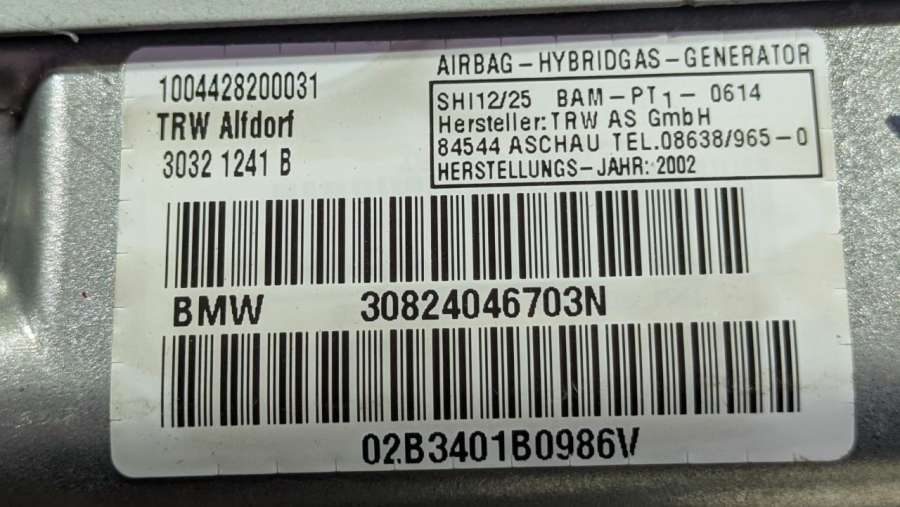 1004428200031
TRW Alfdorf
3032 1241 B
AIRBAG-HYBRIDGAS-GENERATOR
SHI12/25 BAM-PT1-0614
Hersteller: TRW AS GmbH
84544 ASCHAU TEL.08638/965-0
HERSTELLUNGS-JAHR: 2002
BMW 30824046703N
02B3401B0986V